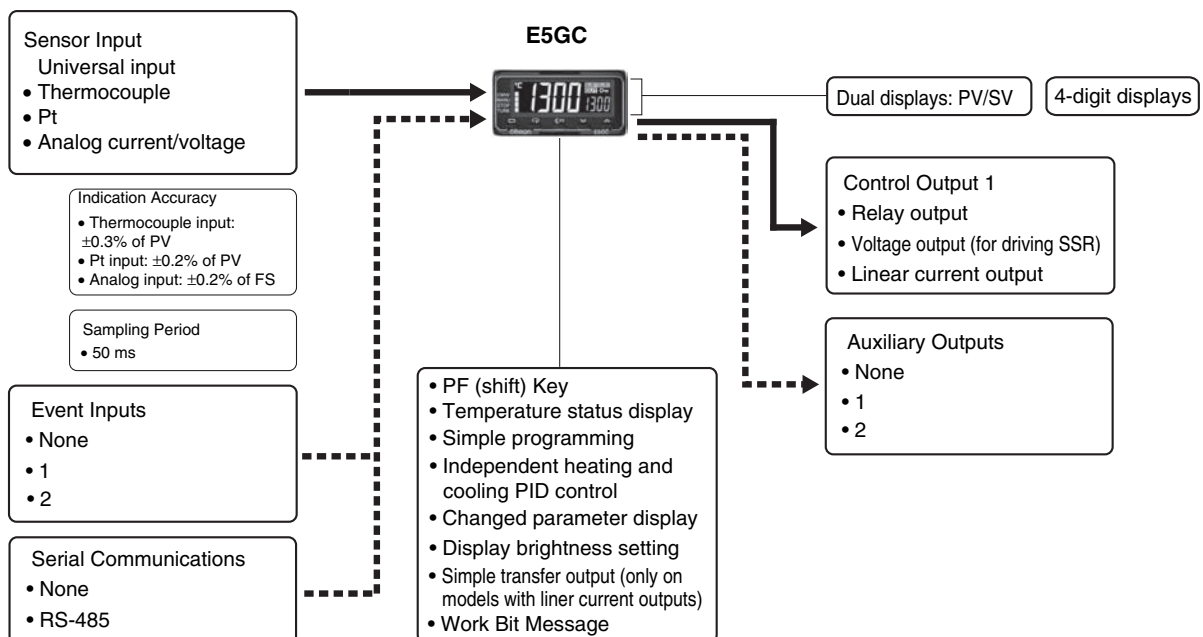 E5GC
Sensor Input
Universal input
• Thermocouple
• Pt
• Analog current/voltage
Indication Accuracy
• Thermocouple input:
±0.3% of PV
• Pt input: ±0.2% of PV
• Analog input: ±0.2% of FS
Sampling Period
• 50 ms
Event Inputs
• None
• 1
• 2
Serial Communications
• None
• RS-485
°C
1300
1300
Dual displays: PV/SV
4-digit displays
Control Output 1
• Relay output
• Voltage output (for driving SSR)
• Linear current output
Auxiliary Outputs
• None
• 1
• 2
• PF (shift) Key
• Temperature status display
• Simple programming
• Independent heating and
cooling PID control
• Changed parameter display
• Display brightness setting
• Simple transfer output (only on
models with liner current outputs)
• Work Bit Message